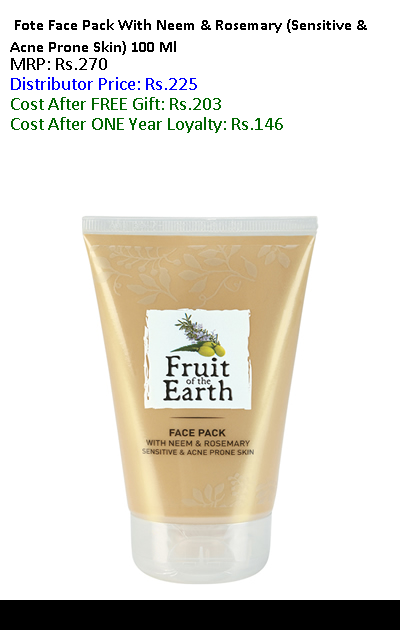 Fote Face Pack With Neem & Rosemary (Sensitive &
Acne Prone Skin) 100 Ml
MRP: Rs.270
Distributor Price: Rs.225
Cost After FREE Gift: Rs.203
Cost After ONE Year Loyalty: Rs.146
Fruit
of the
Earth
FACE PACK
WITH NEEM & ROSEMARY
SENSITIVE & ACNE PRONE SKIN